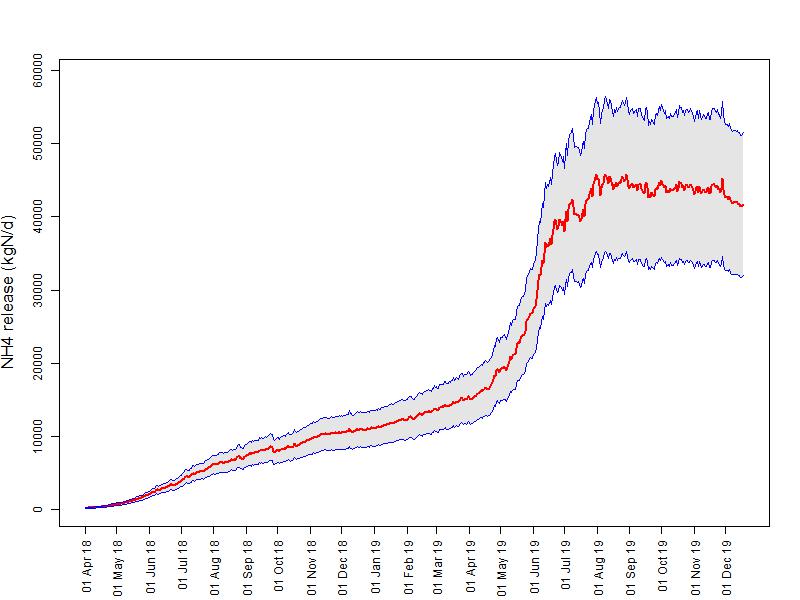 NH4 release (kgN/d)
60000
50000
40000
30000
20000
10000
0
01 Apr 18
01 May 18
01 Jun 18
01 Jul 18
01 Aug 18
01 Sep 18
01 Oct 18
01 Nov 18
01 Dec 18
01 Jan 19
01 Feb 19
01 Mar 19
01 Apr 19
01 May 19
01 Jun 19
01 Jul 19
01 Aug 19
01 Sep 19
01 Oct 19
01 Nov 19
01 Dec 19